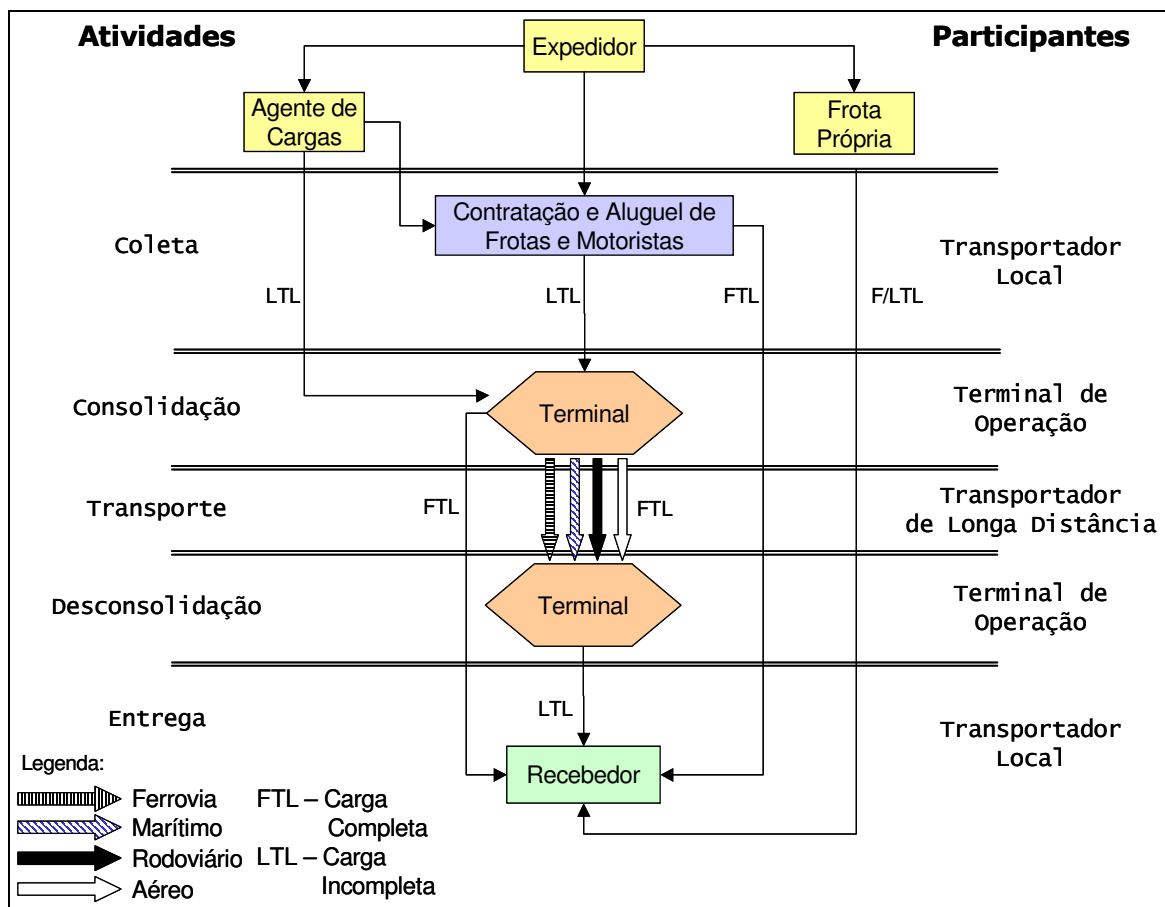 Atividades
Expedidor
Participantes
Agente de
Cargas
Frota
Própria
Contratação e Aluguel de
Frotas e Motoristas
Coleta
Transportador
Local
LTL
LTL
FTL
F/LTL
Consolidação
Terminal
Terminal de
Operação
Transporte
FTL
FTL
Transportador
de Longa Distância
Desconsolidação
Terminal
Terminal de
Operação
Entrega
LTL
Transportador
Local
Recebedor
Legenda:
Ferrovia
Marítimo
Rodoviário
Aéreo
FTL – Carga
Completa
LTL – Carga
Incompleta